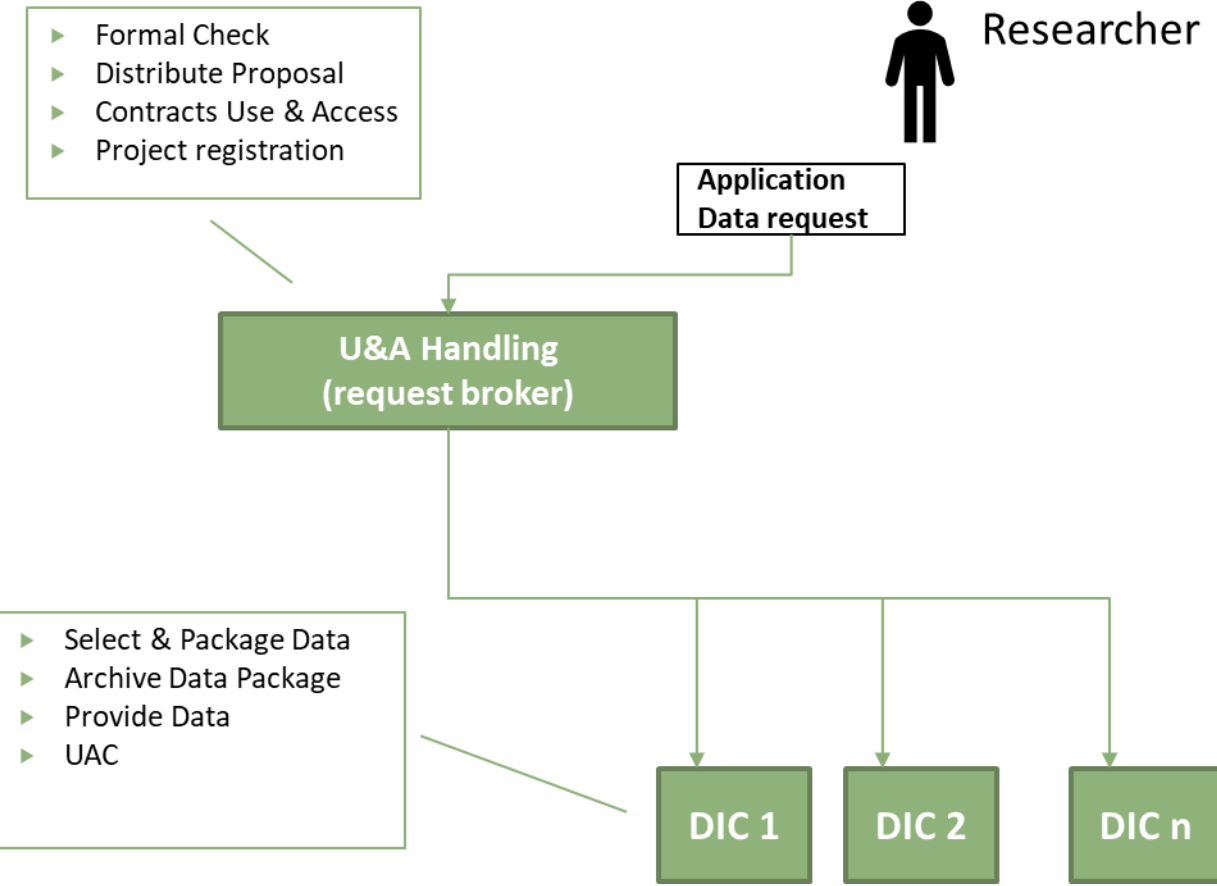 Formal Check
Distribute Proposal
Contracts Use & Access
Project registration
Researcher
Application
Data request
U&A Handling
(request broker)
Select & Package Data
Archive Data Package
Provide Data
UAC
DIC 1
DIC 2
DIC n